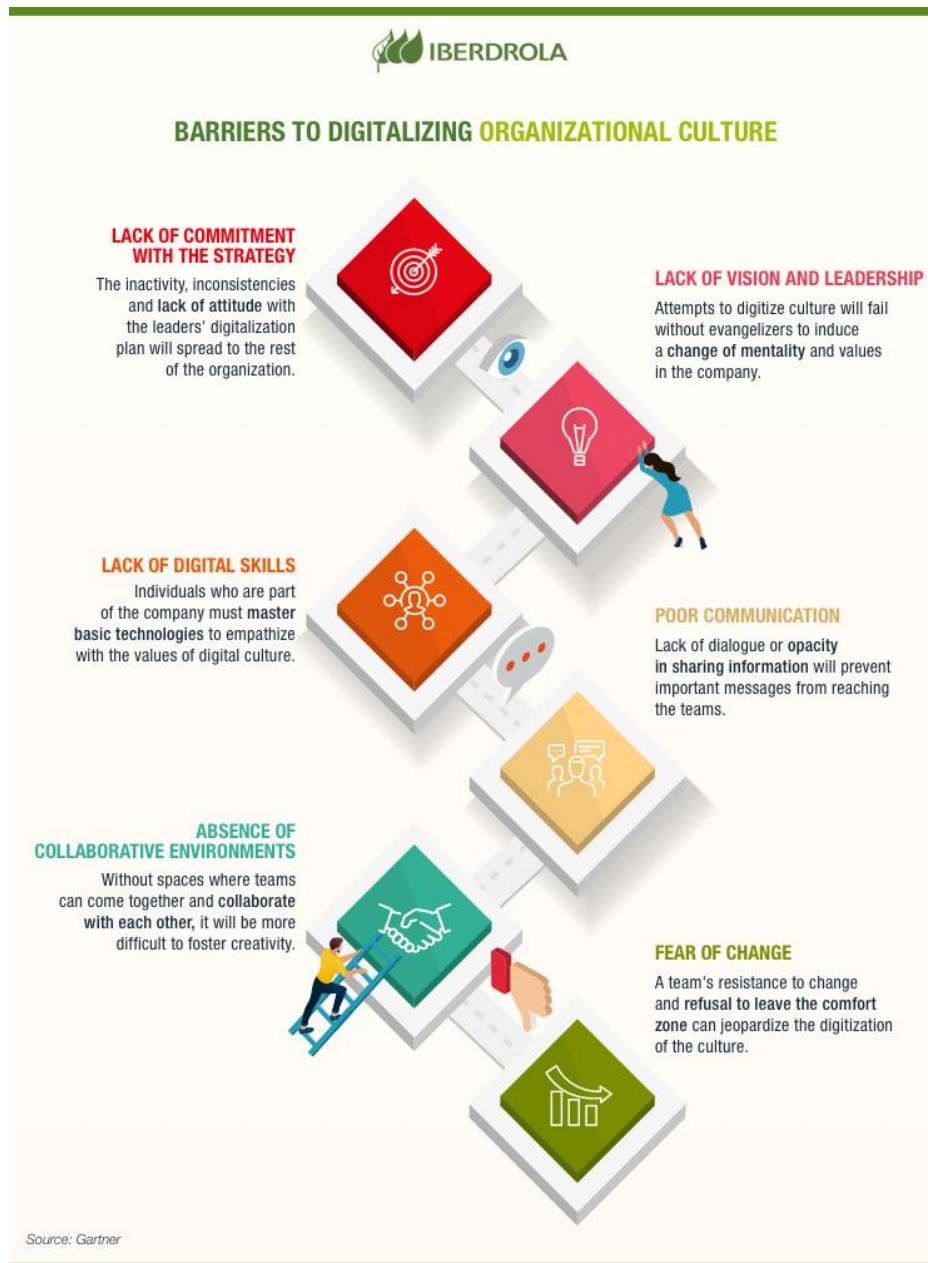 IBERDROLA
BARRIERS TO DIGITALIZING ORGANIZATIONAL CULTURE
LACK OF COMMITMENT
WITH THE STRATEGY
The inactivity, inconsistencies
and lack of attitude with
the leaders' digitalization
plan will spread to the rest
of the organization.
LACK OF VISION AND LEADERSHIP
Attempts to digitize culture will fail
without evangelizers to induce
a change of mentality and values
in the company.
LACK OF DIGITAL SKILLS
Individuals who are part
of the company must master
basic technologies to empathize
with the values of digital culture.
POOR COMMUNICATION
Lack of dialogue or opacity
in sharing information will prevent
important messages from reaching
the teams.
ABSENCE OF
COLLABORATIVE ENVIRONMENTS
Without spaces where teams
can come together and collaborate
with each other, it will be more
difficult to foster creativity.
FEAR OF CHANGE
A team's resistance to change
and refusal to leave the comfort
zone can jeopardize the digitization
of the culture.
Source: Gartner